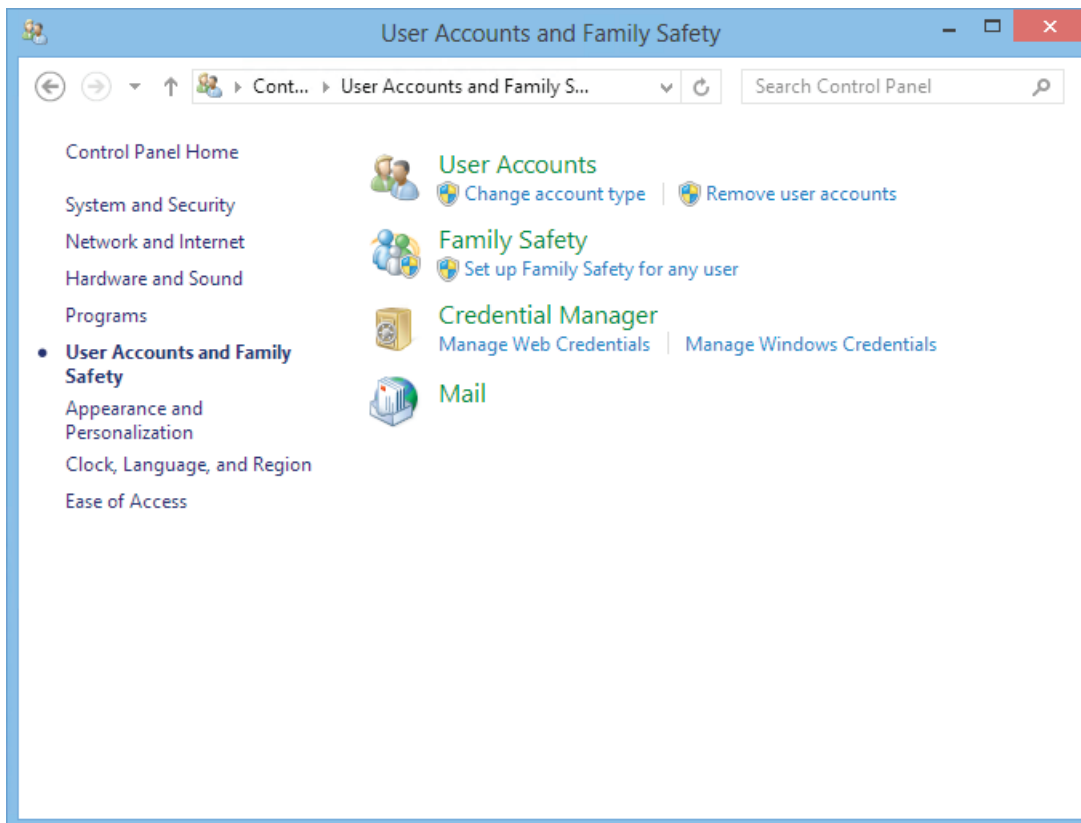 User Accounts and Family Safety
Cont... User Accounts and Family S... Search Control Panel
Control Panel Home
System and Security
Network and Internet
Hardware and Sound
Programs
User Accounts and Family
Safety
Appearance and
Personalization
Clock, Language, and Region
Ease of Access
User Accounts
Change account type Remove user accounts
Family Safety
Set up Family Safety for any user
Credential Manager
Manage Web Credentials Manage Windows Credentials
Mail